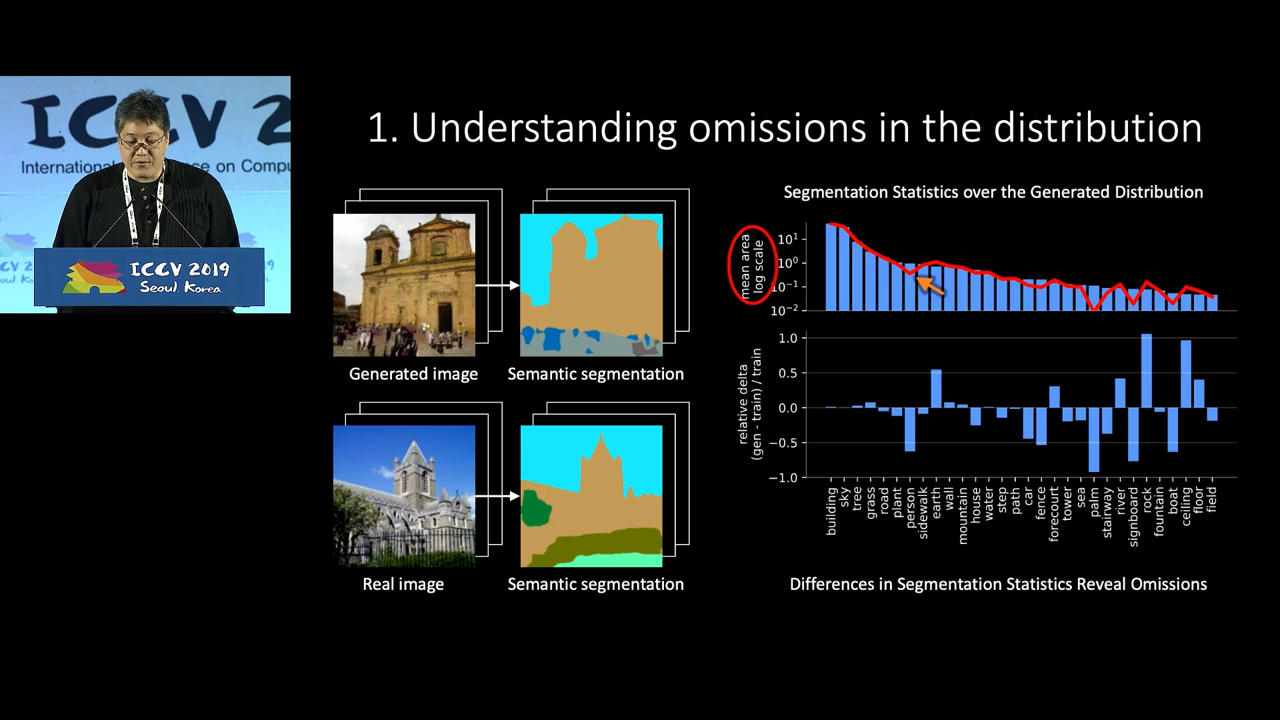 ICCV 2
International
ce on Compu
ICCV 2019
Seoul, Korea
1. Understanding omissions in the distribution
Generated image
Semantic segmentation
Real image
Semantic segmentation
Segmentation Statistics over the Generated Distribution
mean area
log scale
10¹
10⁰
10⁻¹
10⁻²
relative delta
(gen - train) / train
1.0
0.5
0.0
−0.5
−1.0
building
sky
tree
grass
road
plant
person
sidewalk
earth
wall
mountain
house
water
step
path
car
fence
forecourt
tower
sea
palm
stairway
river
signboard
rock
fountain
boat
ceiling
floor
field
Differences in Segmentation Statistics Reveal Omissions